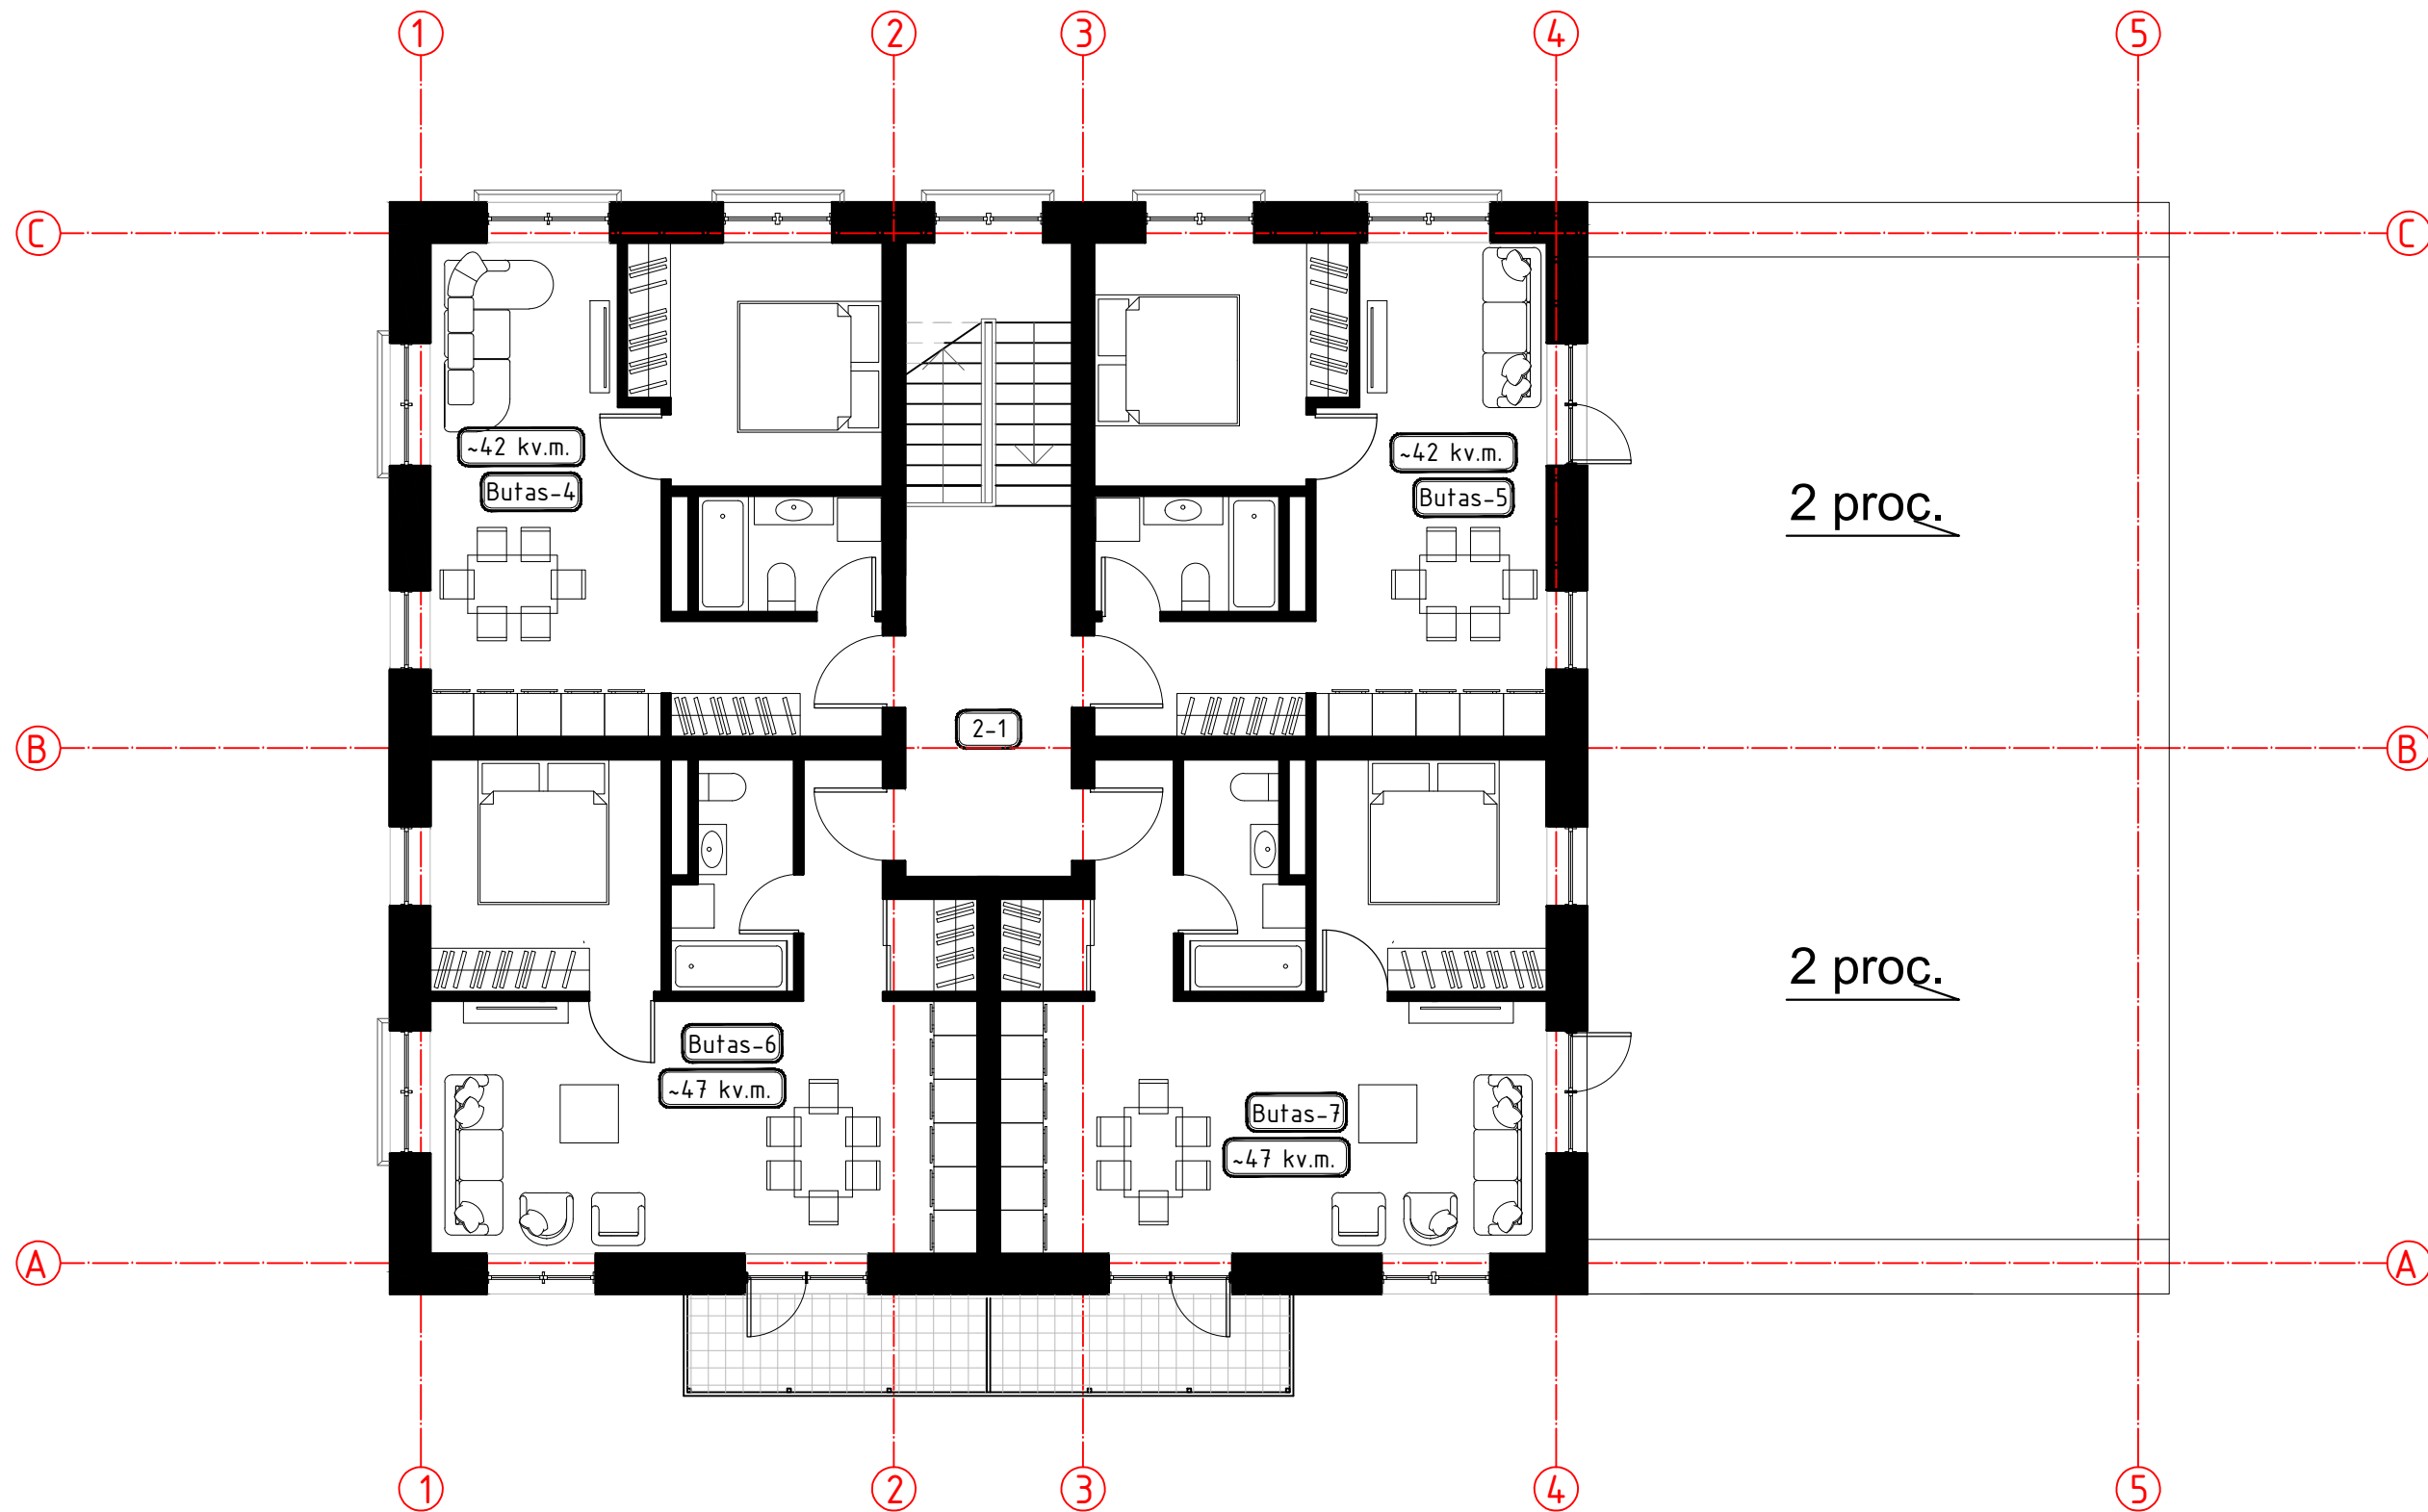 1 2 3 4 5
C C
~42 kv.m. ~42 kv.m.
Butas-4 Butas-5
2 proc.
2-1
B B
2 proc.
Butas-6
~47 kv.m.
Butas-7
~47 kv.m.
A A
1 2 3 4 5